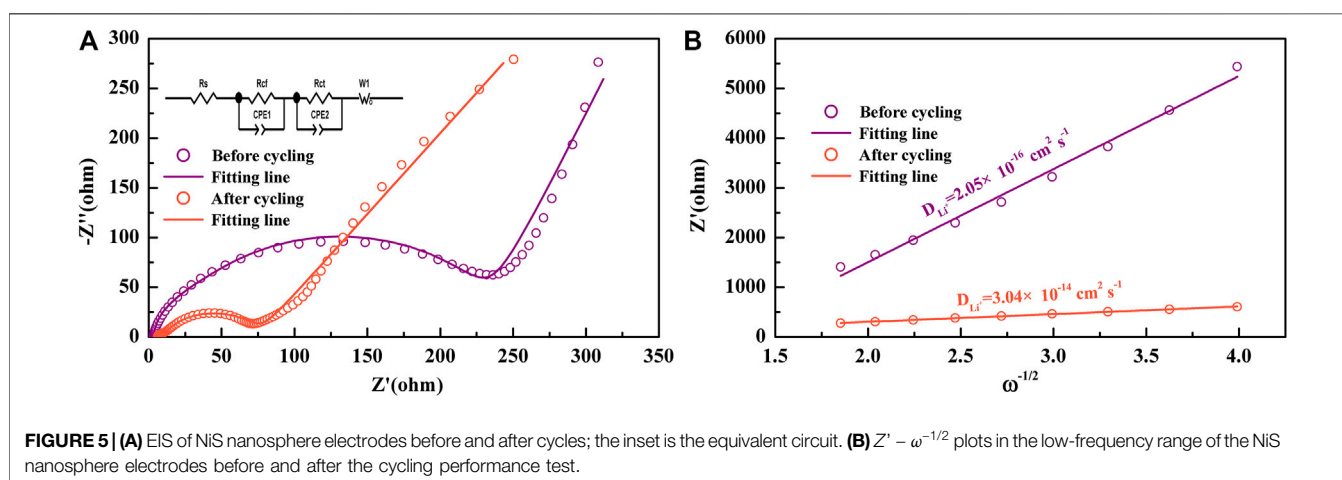 A
300
250
200
150
100
50
0
-Z''(ohm)
Rs
Rcf
Rct
W1
CPE1
CPE2
Before cycling
Fitting line
After cycling
Fitting line
0
50
100
150
200
250
300
350
Z'(ohm)
B
6000
5000
4000
3000
2000
1000
0
Z'(ohm)
Before cycling
Fitting line
After cycling
Fitting line
D_Li⁺=2.05× 10⁻¹⁶ cm² s⁻¹
D_Li⁺=3.04× 10⁻¹⁴ cm² s⁻¹
1.5
2.0
2.5
3.0
3.5
4.0
ω⁻¹/²
FIGURE 5 | (A) EIS of NiS nanosphere electrodes before and after cycles; the inset is the equivalent circuit. (B) Z' – ω⁻¹/² plots in the low-frequency range of the NiS
nanosphere electrodes before and after the cycling performance test.